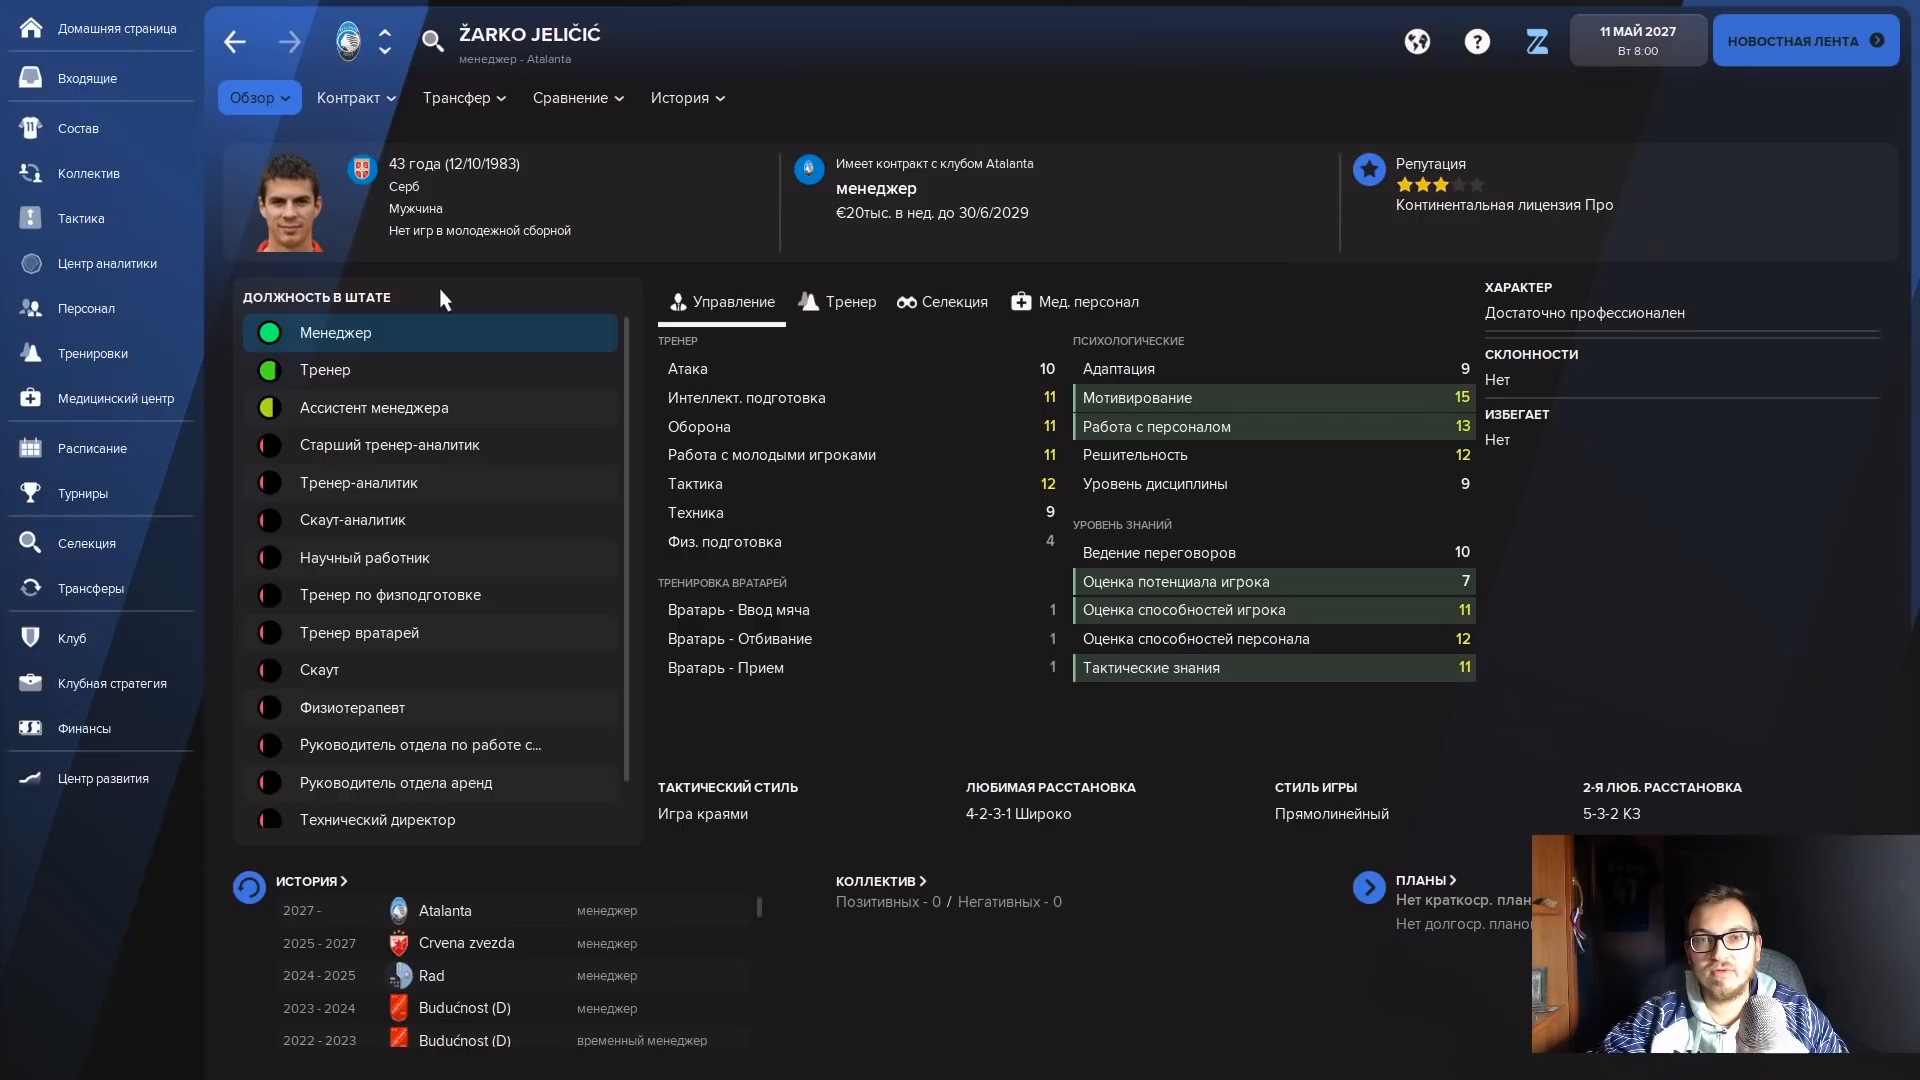 Домашняя страница
Входящие
Состав
Коллектив
Тактика
Центр аналитики
Персонал
Тренировки
Медицинский центр
Расписание
Турниры
Селекция
Трансферы
Клуб
Клубная стратегия
Финансы
Центр развития
ŽARKO JELIČIĆ
менеджер - Atalanta
11 МАЙ 2027
Вт 8:00
НОВОСТНАЯ ЛЕНТА
Обзор
Контракт
Трансфер
Сравнение
История
43 года (12/10/1983)
Серб
Мужчина
Нет игр в молодежной сборной
Имеет контракт с клубом Atalanta
менеджер
€20тыс. в нед. до 30/6/2029
Репутация
Континентальная лицензия Про
ДОЛЖНОСТЬ В ШТАТЕ
Менеджер
Тренер
Ассистент менеджера
Старший тренер-аналитик
Тренер-аналитик
Скаут-аналитик
Научный работник
Тренер по физподготовке
Тренер вратарей
Скаут
Физиотерапевт
Руководитель отдела по работе с...
Руководитель отдела аренд
Технический директор
Управление
Тренер
Селекция
Мед. персонал
ТРЕНЕР
Атака 10
Интеллект. подготовка 11
Оборона 11
Работа с молодыми игроками 11
Тактика 12
Техника 9
Физ. подготовка 4
ТРЕНИРОВКА ВРАТАРЕЙ
Вратарь - Ввод мяча 1
Вратарь - Отбивание 1
Вратарь - Прием 1
ПСИХОЛОГИЧЕСКИЕ
Адаптация 9
Мотивирование 15
Работа с персоналом 13
Решительность 12
Уровень дисциплины 9
УРОВЕНЬ ЗНАНИЙ
Ведение переговоров 10
Оценка потенциала игрока 7
Оценка способностей игрока 11
Оценка способностей персонала 12
Тактические знания 11
ХАРАКТЕР
Достаточно профессионален
СКЛОННОСТИ
Нет
ИЗБЕГАЕТ
Нет
ТАКТИЧЕСКИЙ СТИЛЬ
Игра краями
ЛЮБИМАЯ РАССТАНОВКА
4-2-3-1 Широко
СТИЛЬ ИГРЫ
Прямолинейный
2-Я ЛЮБ. РАССТАНОВКА
5-3-2 КЗ
ИСТОРИЯ
2027 - Atalanta менеджер
2025 - 2027 Crvena zvezda менеджер
2024 - 2025 Rad менеджер
2023 - 2024 Budućnost (D) менеджер
2022 - 2023 Budućnost (D) временный менеджер
КОЛЛЕКТИВ
Позитивных - 0 / Негативных - 0
ПЛАНЫ
Нет краткоср. план
Нет долгоср. плано